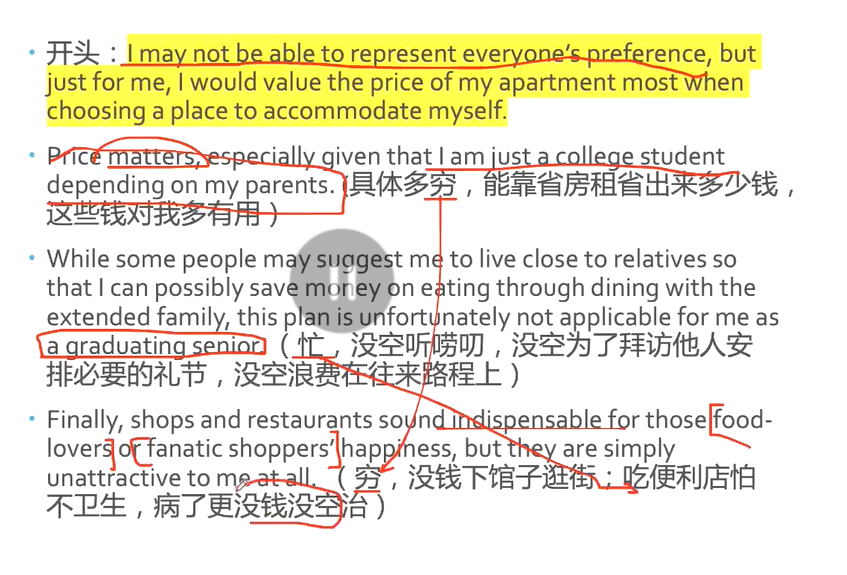 • 开头：I may not be able to represent everyone's preference, but
just for me, I would value the price of my apartment most when
choosing a place to accommodate myself.
• Price matters, especially given that I am just a college student
depending on my parents. (具体多穷，能靠省房租省出来多少钱，
这些钱对我多有用）
• While some people may suggest me to live close to relatives so
that I can possibly save money on eating through dining with the
extended family, this plan is unfortunately not applicable for me as
a graduating senior. （忙，没空听唠叨，没空为了拜访他人安
排必要的礼节，没空浪费在往来路程上）
• Finally, shops and restaurants sound indispensable for those food-
lovers or fanatic shoppers' happiness, but they are simply
unattractive to me at all. （穷，没钱下馆子逛街；吃便利店怕
不卫生，病了更没钱没空治）